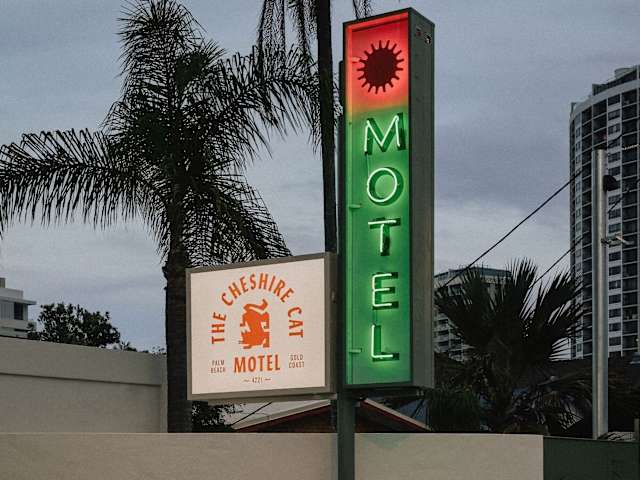 THE CHESHIRE CAT
PALM
BEACH
MOTEL
GOLD
COAST
4221
MOTEL